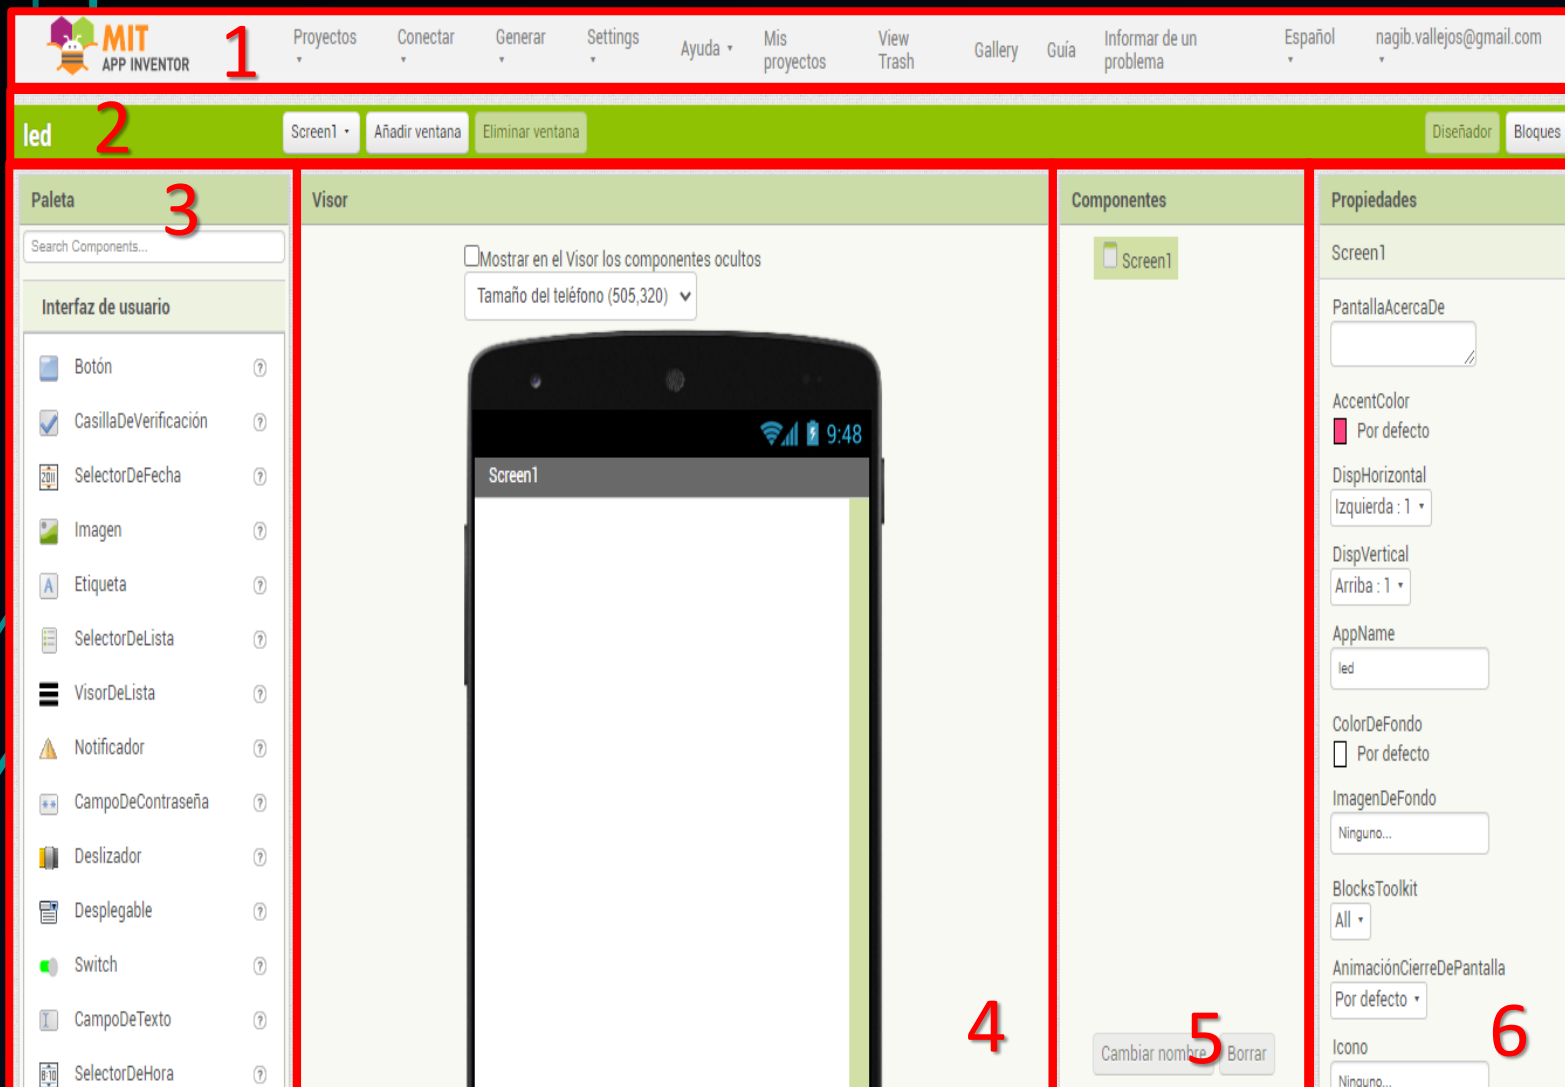 MIT
APP INVENTOR
1
Proyectos
Conectar
Generar
Settings
Ayuda
Mis
proyectos
View
Trash
Gallery
Guía
Informar de un
problema
Español
nagib.vallejos@gmail.com
led
2
Screen1
Añadir ventana
Eliminar ventana
Diseñador
Bloques
Paleta
3
Search Components...
Interfaz de usuario
Botón
CasillaDeVerificación
SelectorDeFecha
Imagen
Etiqueta
SelectorDeLista
VisorDeLista
Notificador
CampoDeContraseña
Deslizador
Desplegable
Switch
CampoDeTexto
SelectorDeHora
Visor
Mostrar en el Visor los componentes ocultos
Tamaño del teléfono (505,320)
9:48
Screen1
4
Componentes
Screen1
Cambiar nombre
5
Borrar
Propiedades
Screen1
PantallaAcercaDe
AccentColor
Por defecto
DispHorizontal
Izquierda : 1
DispVertical
Arriba : 1
AppName
led
ColorDeFondo
Por defecto
ImagenDeFondo
Ninguno...
BlocksToolkit
All
AnimaciónCierreDePantalla
Por defecto
6
Icono
Ninguno...